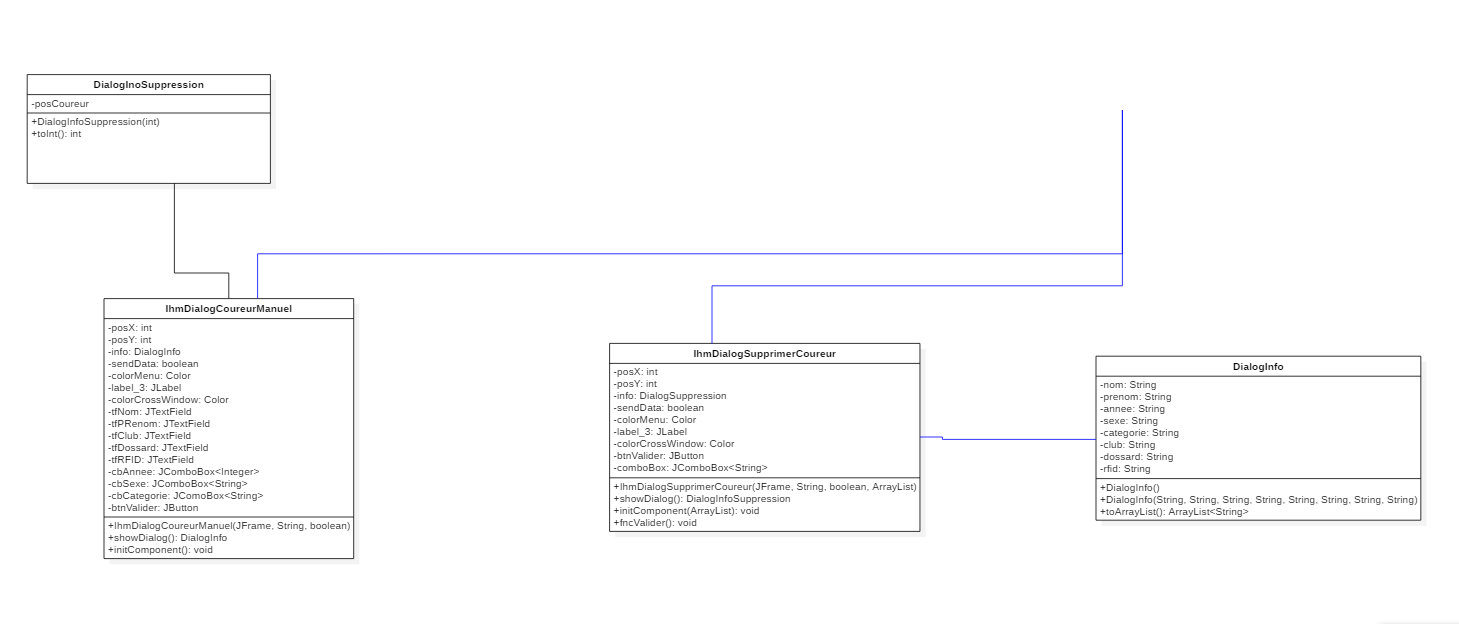 DialogInoSuppression
-posCoureur
+DialogInfoSuppression(int)
+toInt(): int
IhmDialogCoureurManuel
-posX: int
-posY: int
-info: DialogInfo
-sendData: boolean
-colorMenu: Color
-label_3: JLabel
-colorCrossWindow: Color
-tfNom: JTextField
-tfPRenom: JTextField
-tfClub: JTextField
-tfDossard: JTextField
-tfRFID: JTextField
-cbAnnee: JComboBox<Integer>
-cbSexe: JComboBox<String>
-cbCategorie: JComoBox<String>
-btnValider: JButton
+IhmDialogCoureurManuel(JFrame, String, boolean)
+showDialog(): DialogInfo
+initComponent(): void
IhmDialogSupprimerCoureur
-posX: int
-posY: int
-info: DialogSuppression
-sendData: boolean
-colorMenu: Color
-label_3: JLabel
-colorCrossWindow: Color
-btnValider: JButton
-comboBox: JComboBox<String>
+IhmDialogSupprimerCoureur(JFrame, String, boolean, ArrayList)
+showDialog(): DialogInfoSuppression
+initComponent(ArrayList): void
+fncValider(): void
DialogInfo
-nom: String
-prenom: String
-annee: String
-sexe: String
-categorie: String
-club: String
-dossard: String
-rfid: String
+DialogInfo()
+DialogInfo(String, String, String, String, String, String, String, String)
+toArrayList(): ArrayList<String>